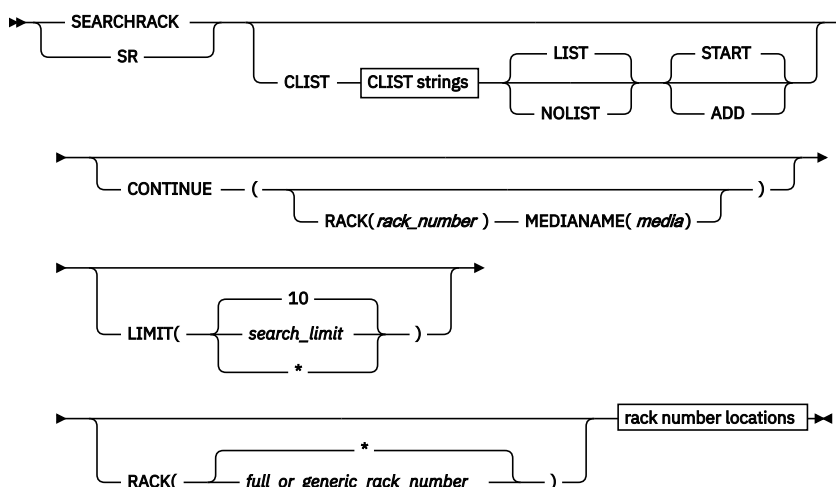 SEARCHRACK
SR
CLIST CLIST strings LIST START
NOLIST ADD
CONTINUE ( )
RACK( rack_number ) MEDIANAME( media )
10
LIMIT( search_limit )
*
rack number locations
*
RACK( full_or_generic_rack_number )